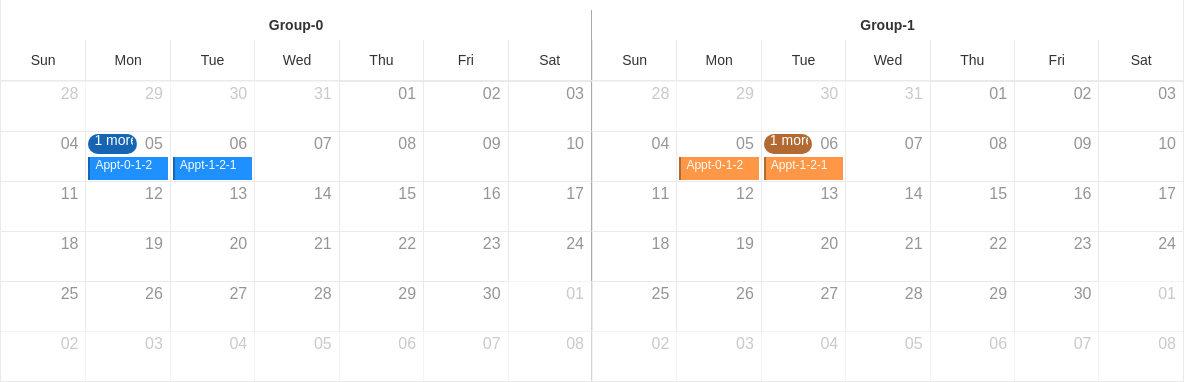 Group-0 Group-1
Sun Mon Tue Wed Thu Fri Sat Sun Mon Tue Wed Thu Fri Sat
28 29 30 31 01 02 03 28 29 30 31 01 02 03
04 1 more 05 06 07 08 09 10 04 05 1 more 06 07 08 09 10
Appt-0-1-2 Appt-1-2-1 Appt-0-1-2 Appt-1-2-1
11 12 13 14 15 16 17 11 12 13 14 15 16 17
18 19 20 21 22 23 24 18 19 20 21 22 23 24
25 26 27 28 29 30 01 25 26 27 28 29 30 01
02 03 04 05 06 07 08 02 03 04 05 06 07 08